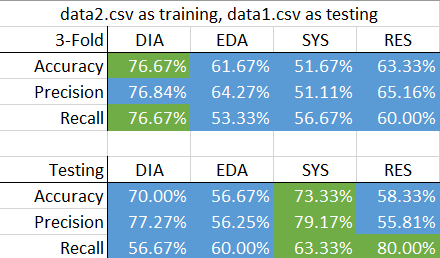 data2.csv as training, data1.csv as testing
3-Fold DIA EDA SYS RES
Accuracy 76.67% 61.67% 51.67% 63.33%
Precision 76.84% 64.27% 51.11% 65.16%
Recall 76.67% 53.33% 56.67% 60.00%
Testing DIA EDA SYS RES
Accuracy 70.00% 56.67% 73.33% 58.33%
Precision 77.27% 56.25% 79.17% 55.81%
Recall 56.67% 60.00% 63.33% 80.00%